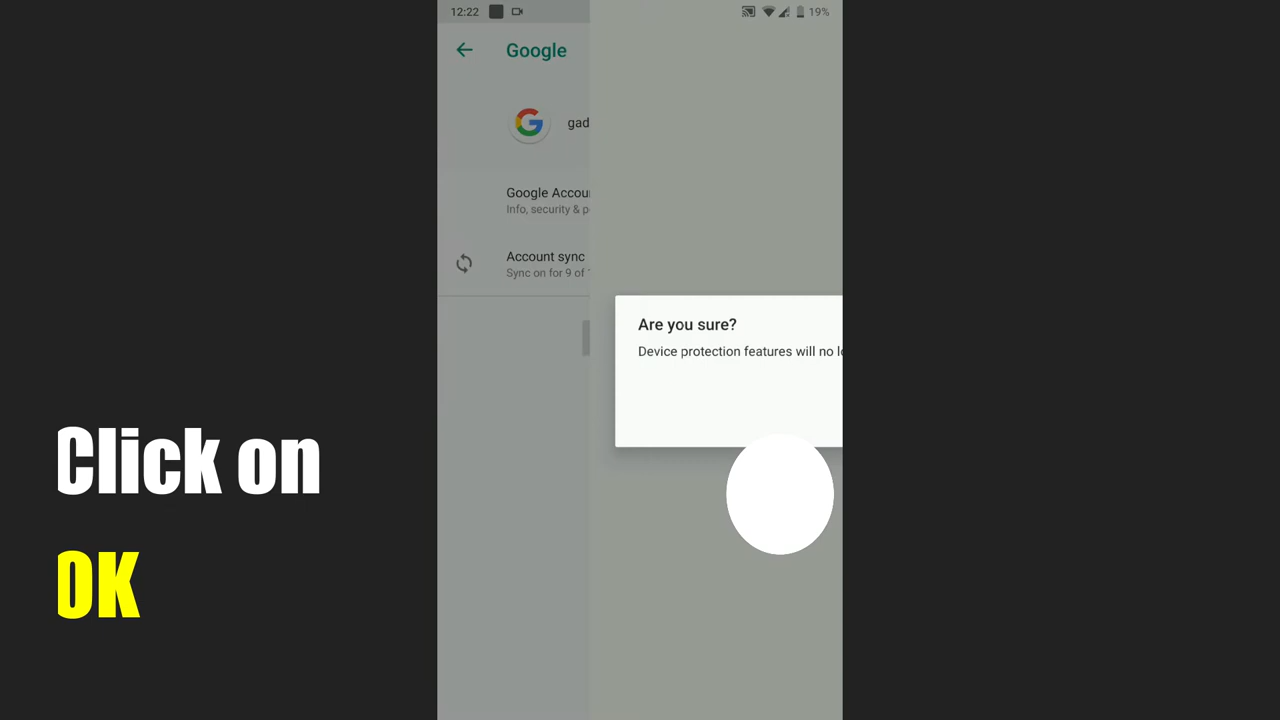 12:22
19%
Google
gad
Google Accou
Info, security & p
Account sync
Sync on for 9 of
Are you sure?
Device protection features will no l
Click on
OK